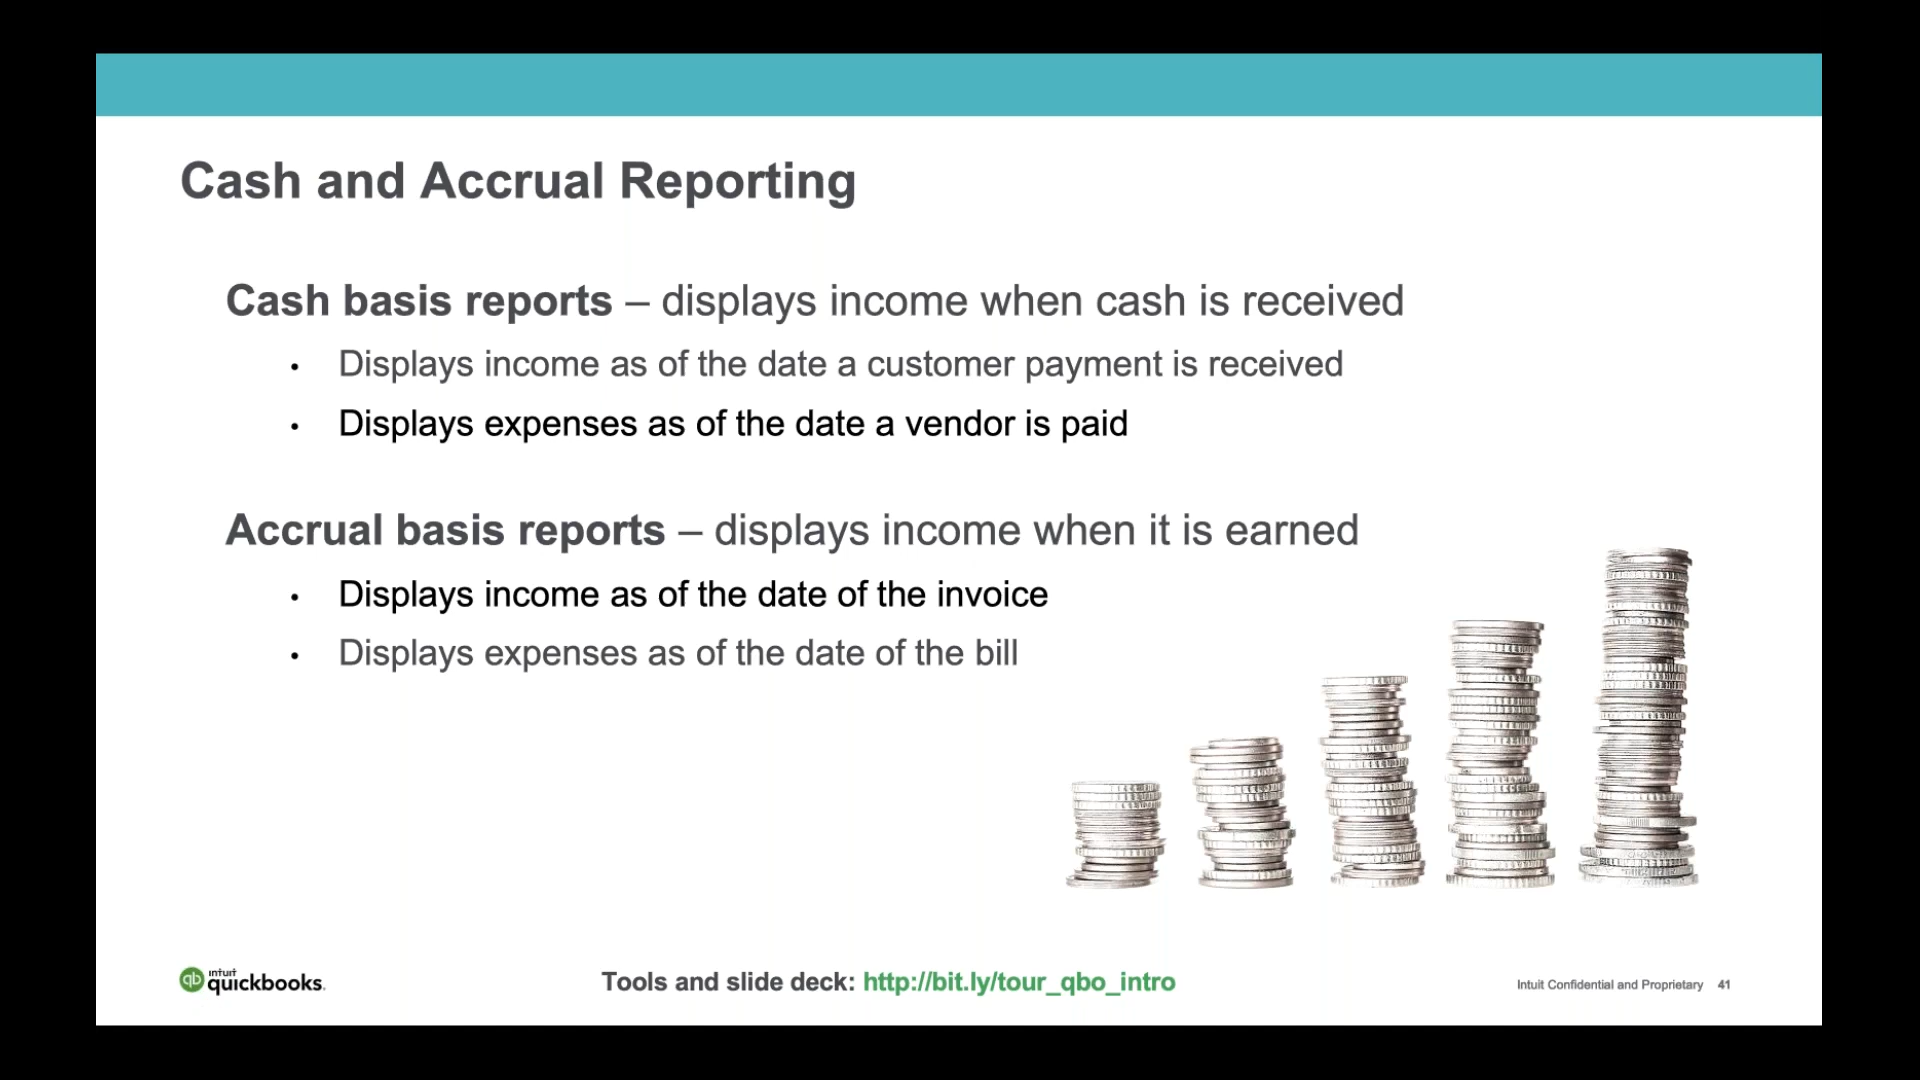 Cash and Accrual Reporting
Cash basis reports – displays income when cash is received
• Displays income as of the date a customer payment is received
• Displays expenses as of the date a vendor is paid
Accrual basis reports – displays income when it is earned
• Displays income as of the date of the invoice
• Displays expenses as of the date of the bill
qb intuit quickbooks.
Tools and slide deck: http://bit.ly/tour_qbo_intro
Intuit Confidential and Proprietary 41